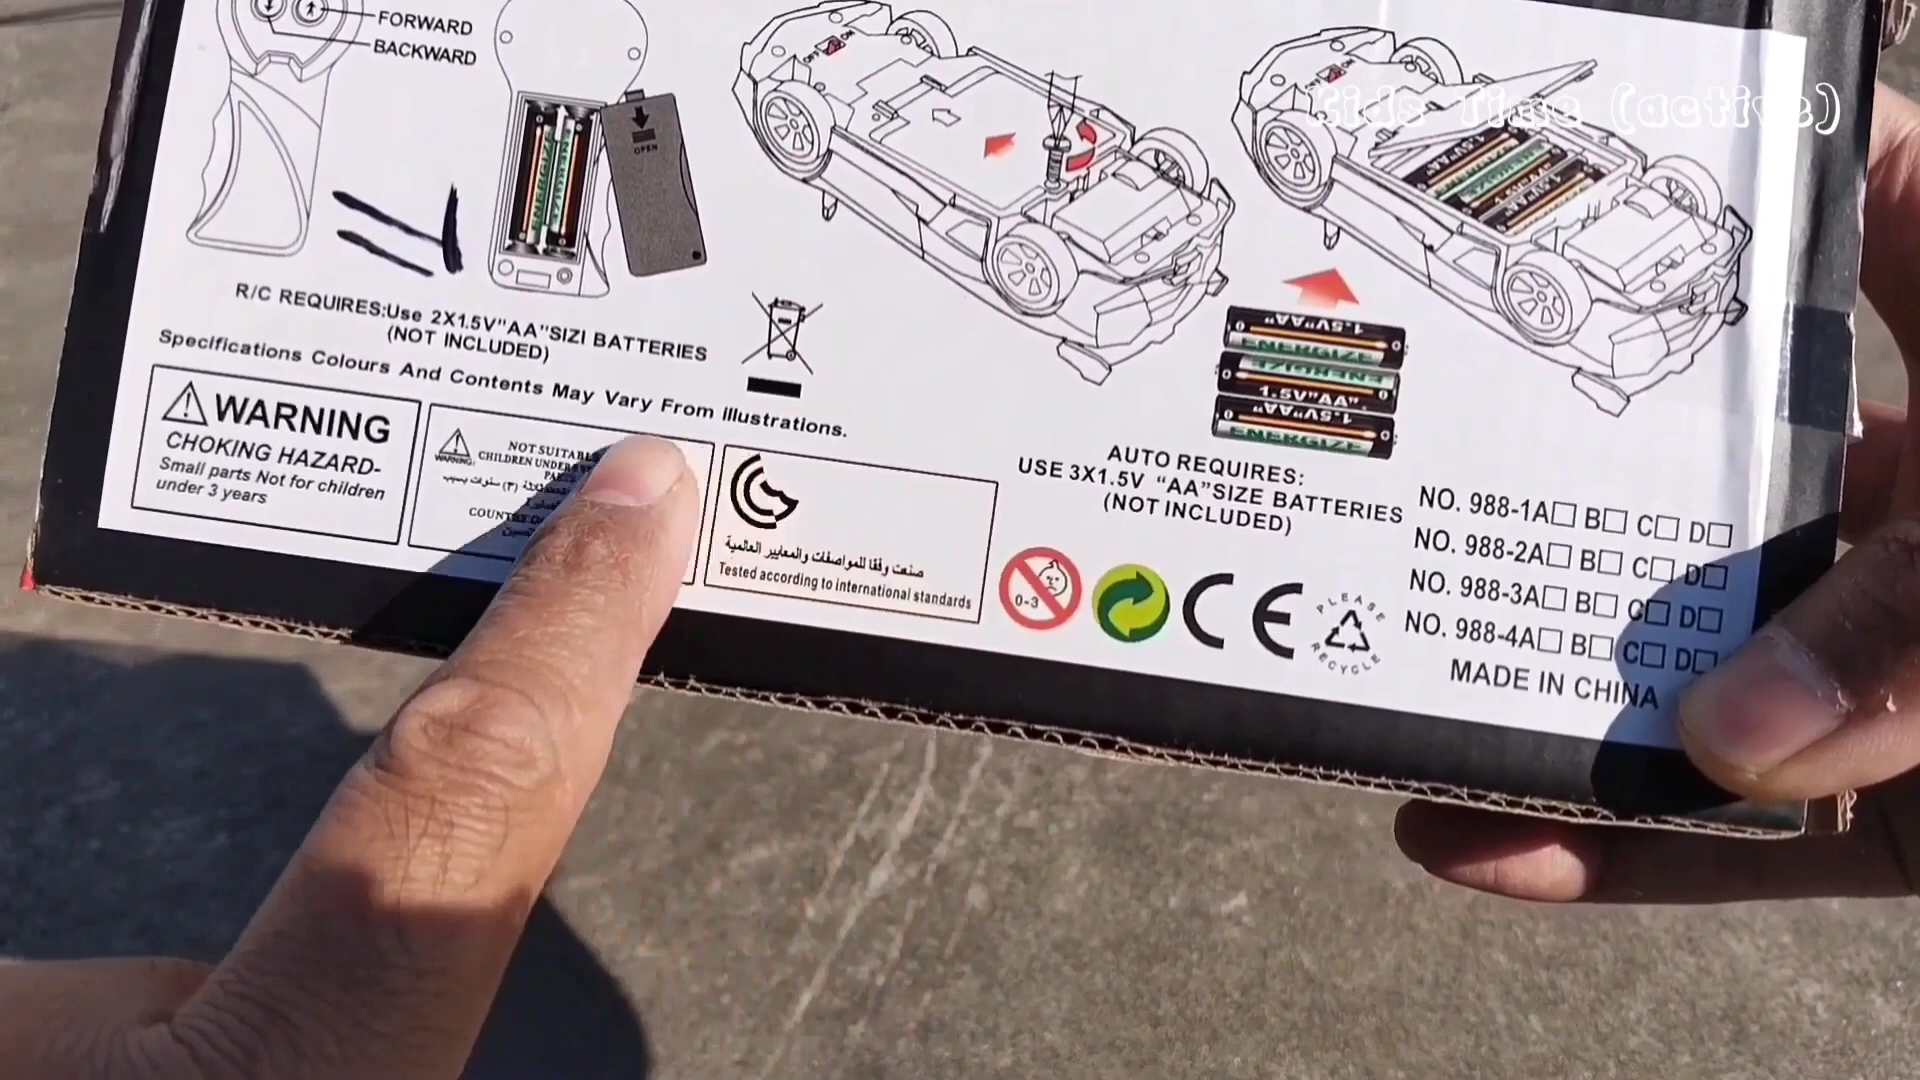 FORWARD
BACKWARD
OFF ON
OFF ON
Kids Time (active)
OPEN
R/C REQUIRES:Use 2X1.5V"AA"SIZI BATTERIES
(NOT INCLUDED)
Specifications Colours And Contents May Vary From illustrations.
WARNING
CHOKING HAZARD-
Small parts Not for children
under 3 years
WARNING:
NOT SUITABLE
CHILDREN UNDER
صنعت وفقا للمواصفات والمعايير العالمية
Tested according to international standards
1.5V"AA"
ENERGIZE
ENERGIZE
1.5V"AA"
1.5V"AA"
ENERGIZE
AUTO REQUIRES:
USE 3X1.5V "AA"SIZE BATTERIES
(NOT INCLUDED)
0-3
CE
PLEASE
RECYCLE
NO. 988-1A□ B□ C□ D□
NO. 988-2A□ B□ C□ D□
NO. 988-3A□ B□ C□ D□
NO. 988-4A□ B□ C□ D□
MADE IN CHINA